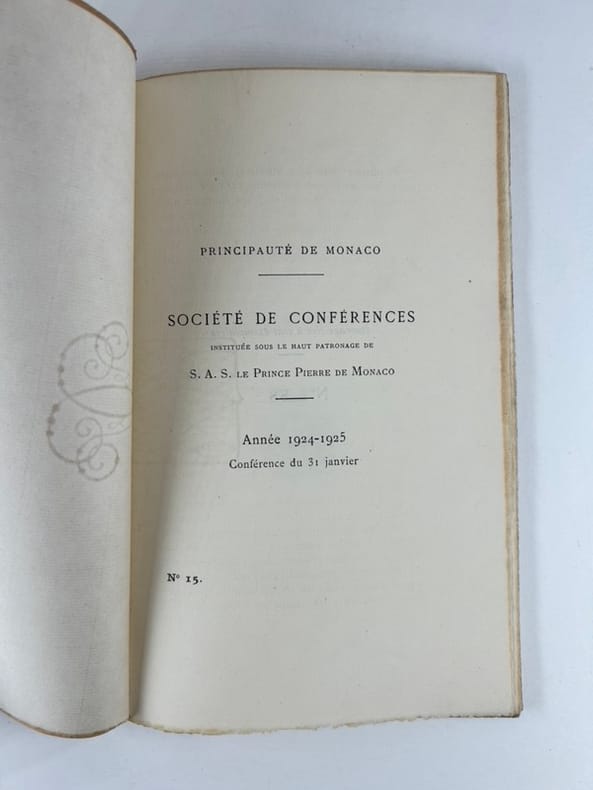 PRINCIPAUTÉ DE MONACO
SOCIÉTÉ DE CONFÉRENCES
INSTITUÉE SOUS LE HAUT PATRONAGE DE
S. A. S. LE PRINCE PIERRE DE MONACO
Année 1924-1925
Conférence du 31 janvier
Nº 15.